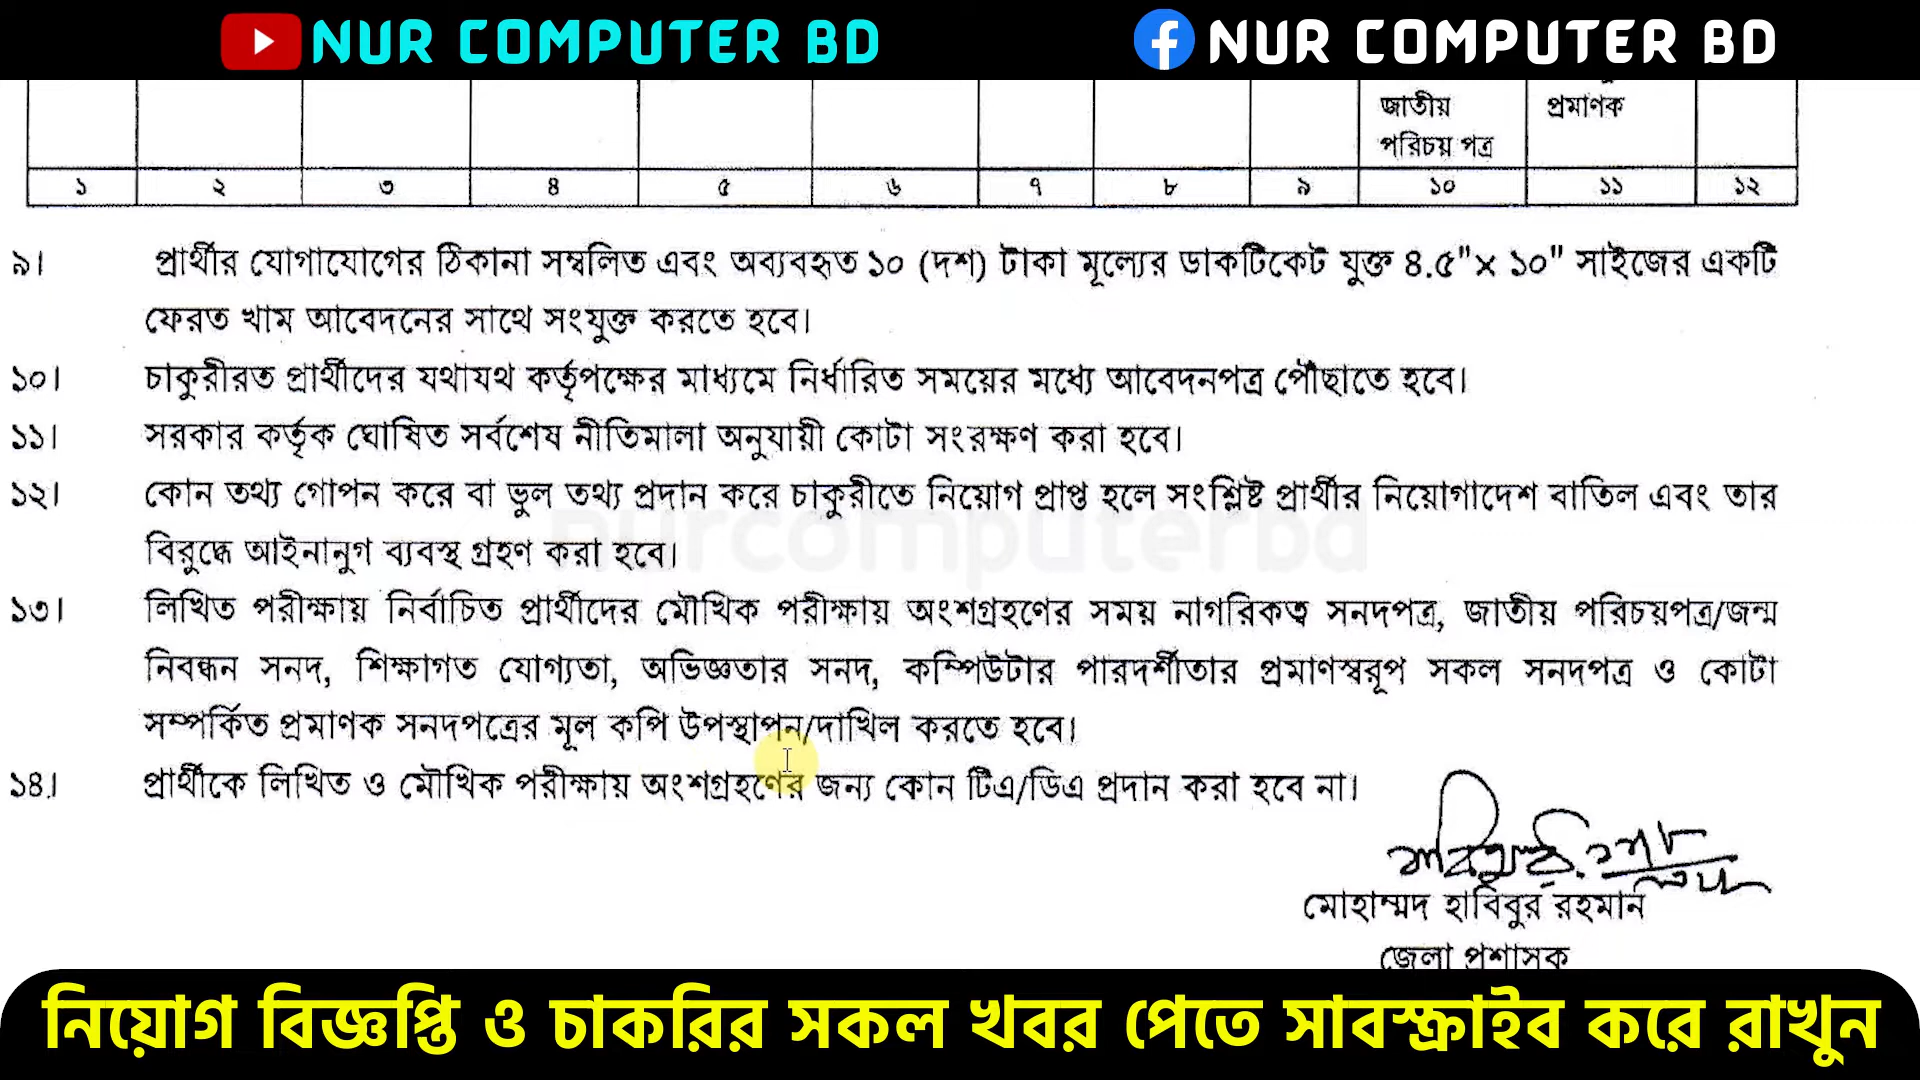 NUR COMPUTER BD NUR COMPUTER BD
জাতীয় প্রমাণক
পরিচয় পত্র
১ ২ ৩ ৪ ৫ ৬ ৭ ৮ ৯ ১০ ১১ ১২
৯। প্রার্থীর যোগাযোগের ঠিকানা সম্বলিত এবং অব্যবহৃত ১০ (দশ) টাকা মূল্যের ডাকটিকেট যুক্ত ৪.৫"x ১০" সাইজের একটি
ফেরত খাম আবেদনের সাথে সংযুক্ত করতে হবে।
১০। চাকুরীরত প্রার্থীদের যথাযথ কর্তৃপক্ষের মাধ্যমে নির্ধারিত সময়ের মধ্যে আবেদনপত্র পৌঁছাতে হবে।
১১। সরকার কর্তৃক ঘোষিত সর্বশেষ নীতিমালা অনুযায়ী কোটা সংরক্ষণ করা হবে।
১২। কোন তথ্য গোপন করে বা ভুল তথ্য প্রদান করে চাকুরীতে নিয়োগ প্রাপ্ত হলে সংশ্লিষ্ট প্রার্থীর নিয়োগাদেশ বাতিল এবং তার
বিরুদ্ধে আইনানুগ ব্যবস্থ গ্রহণ করা হবে।
nurcomputerbd
১৩। লিখিত পরীক্ষায় নির্বাচিত প্রার্থীদের মৌখিক পরীক্ষায় অংশগ্রহণের সময় নাগরিকত্ব সনদপত্র, জাতীয় পরিচয়পত্র/জন্ম
নিবন্ধন সনদ, শিক্ষাগত যোগ্যতা, অভিজ্ঞতার সনদ, কম্পিউটার পারদর্শীতার প্রমাণস্বরূপ সকল সনদপত্র ও কোটা
সম্পর্কিত প্রমাণক সনদপত্রের মূল কপি উপস্থাপন/দাখিল করতে হবে।
১৪। প্রার্থীকে লিখিত ও মৌখিক পরীক্ষায় অংশগ্রহণের জন্য কোন টিএ/ডিএ প্রদান করা হবে না।
মোহাম্মদ হাবিবুর রহমান
জেলা প্রশাসক
নিয়োগ বিজ্ঞপ্তি ও চাকরির সকল খবর পেতে সাবস্ক্রাইব করে রাখুন